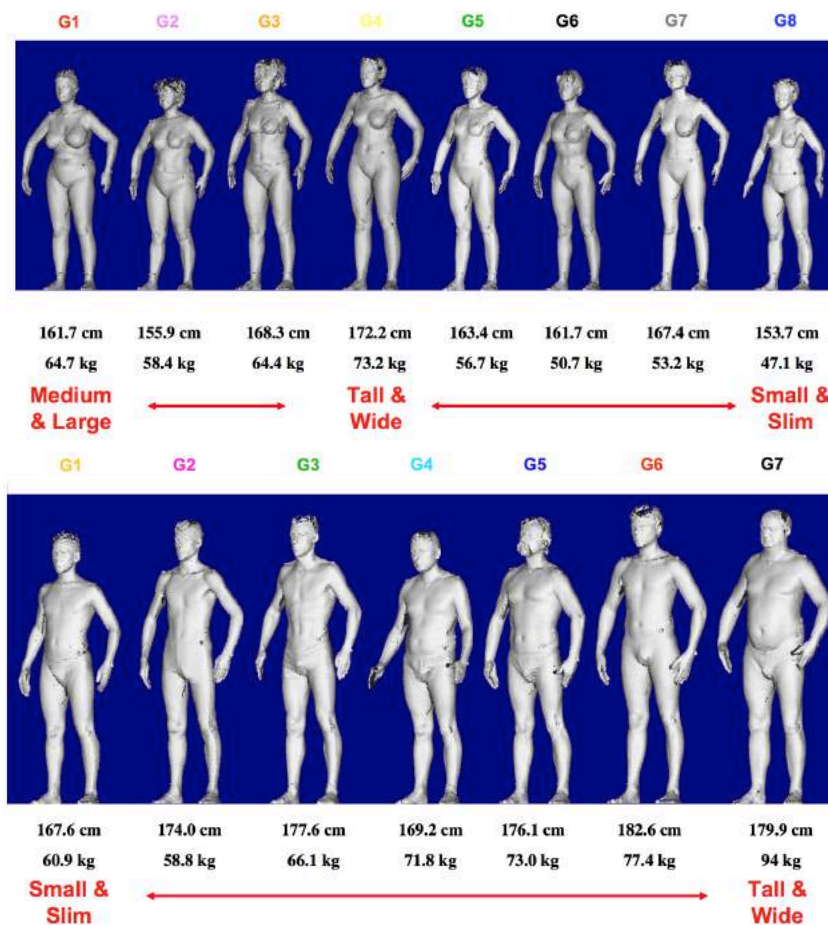 G1 G2 G3 G4 G5 G6 G7 G8
161.7 cm 155.9 cm 168.3 cm 172.2 cm 163.4 cm 161.7 cm 167.4 cm 153.7 cm
64.7 kg 58.4 kg 64.4 kg 73.2 kg 56.7 kg 50.7 kg 53.2 kg 47.1 kg
Medium Tall & Small &
& Large Wide Slim
G1 G2 G3 G4 G5 G6 G7
167.6 cm 174.0 cm 177.6 cm 169.2 cm 176.1 cm 182.6 cm 179.9 cm
60.9 kg 58.8 kg 66.1 kg 71.8 kg 73.0 kg 77.4 kg 94 kg
Small & Tall &
Slim Wide